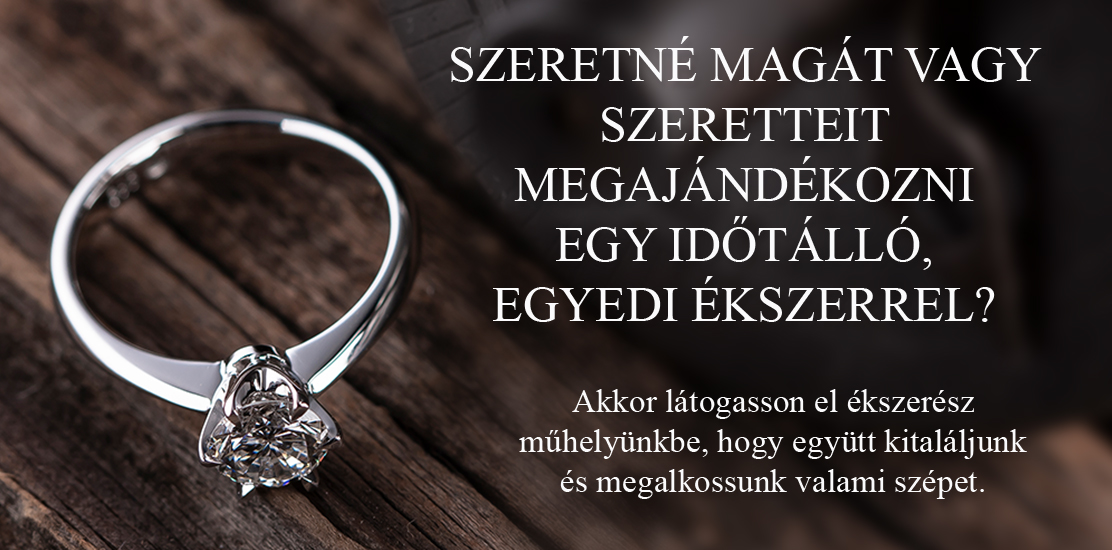 SZERETNÉ MAGÁT VAGY
SZERETTEIT
MEGAJÁNDÉKOZNI
EGY IDŐTÁLLÓ,
EGYEDI ÉKSZERREL?
Akkor látogasson el ékszerész
műhelyünkbe, hogy együtt kitaláljunk
és megalkossunk valami szépet.